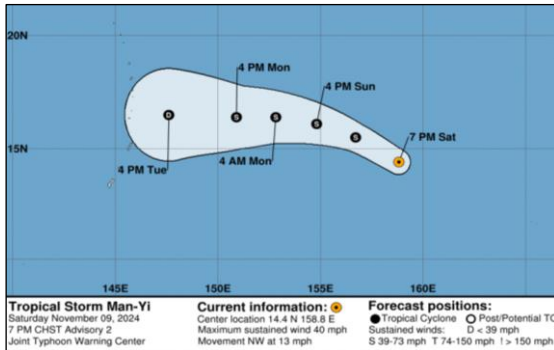 20N
4 PM Mon
4 PM Sun
S
S
S
S
D
7 PM Sat
15N
4 PM Tue
4 AM Mon
145E
150E
155E
160E
Tropical Storm Man-Yi
Saturday November 09, 2024
7 PM CHST Advisory 2
Joint Typhoon Warning Center
Current information:
Center location 14.4 N 158.8 E
Maximum sustained wind 40 mph
Movement NW at 13 mph
Forecast positions:
Tropical Cyclone Post/Potential TC
Sustained winds: D < 39 mph
S 39-73 mph T 74-150 mph ! > 150 mph